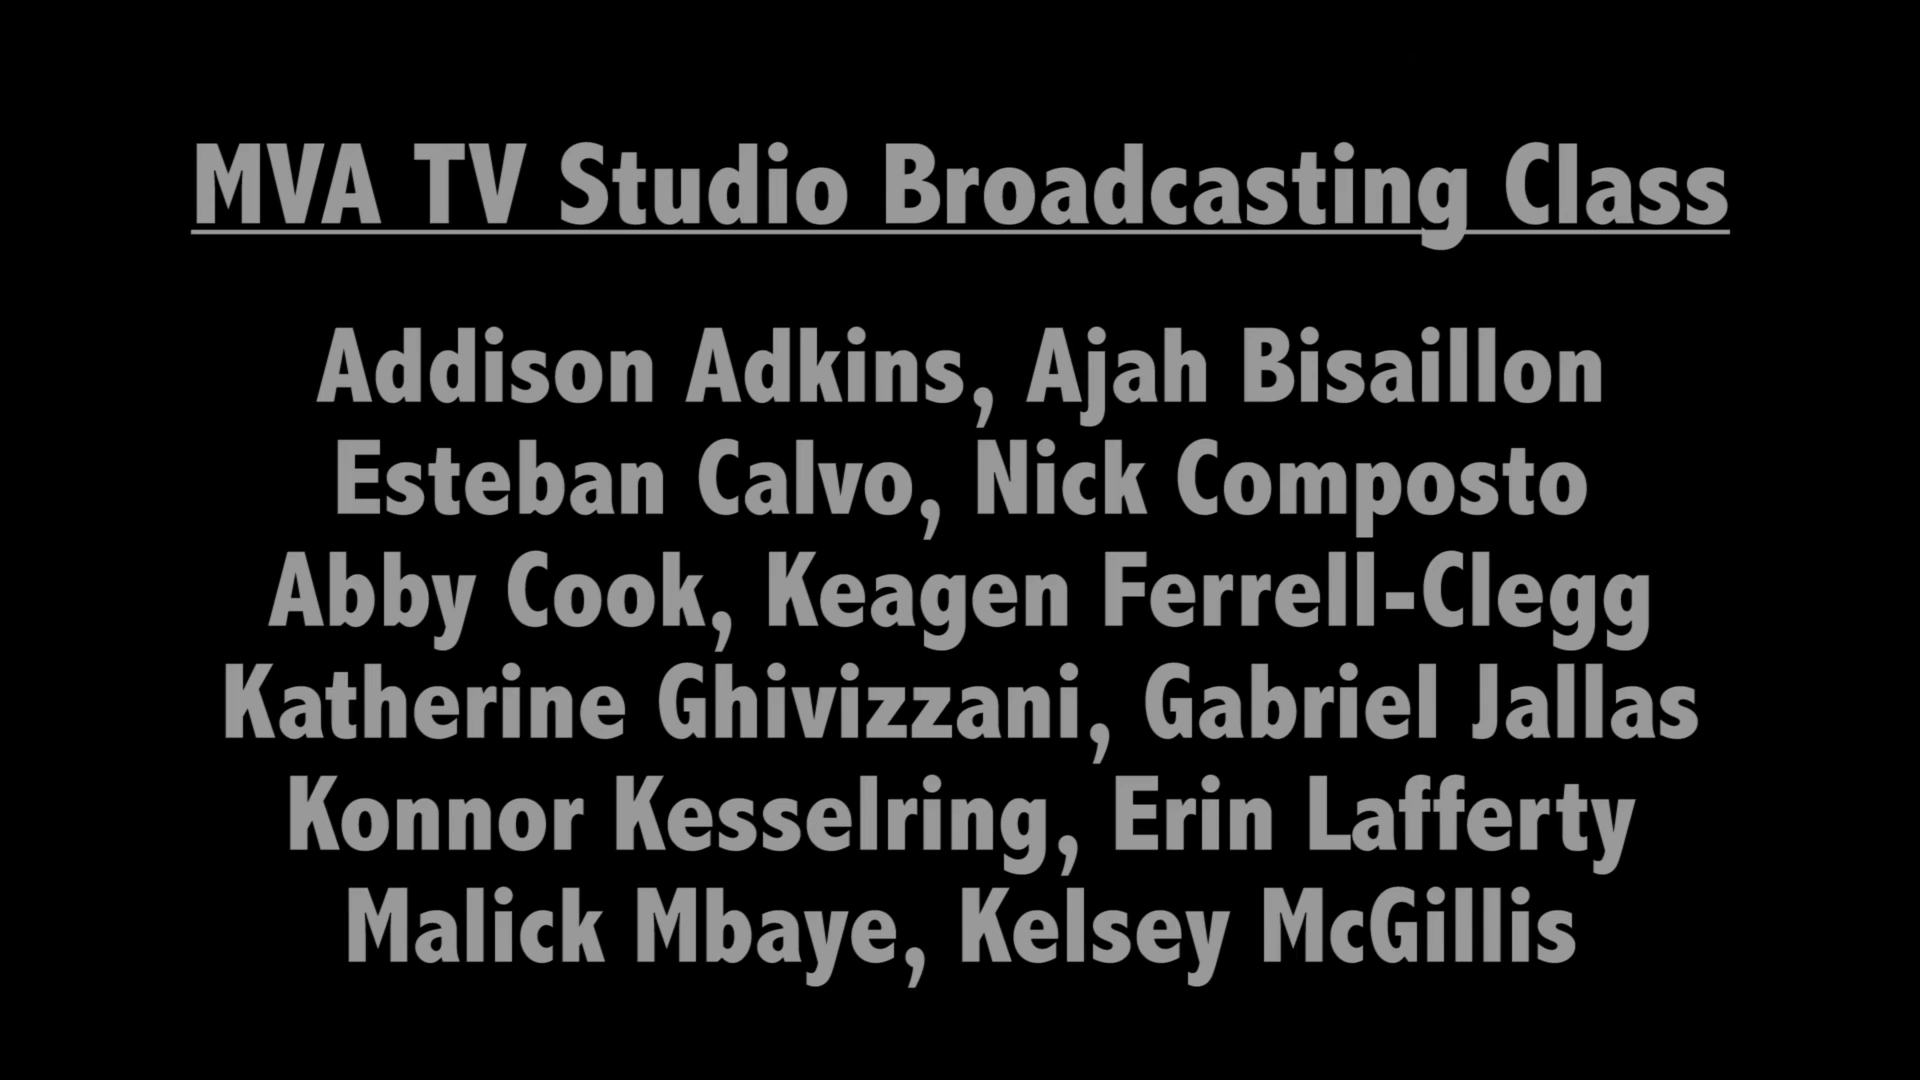 MVA TV Studio Broadcasting Class
Addison Adkins, Ajah Bisaillon
Esteban Calvo, Nick Composto
Abby Cook, Keagen Ferrell-Clegg
Katherine Ghivizzani, Gabriel Jallas
Konnor Kesselring, Erin Lafferty
Malick Mbaye, Kelsey McGillis